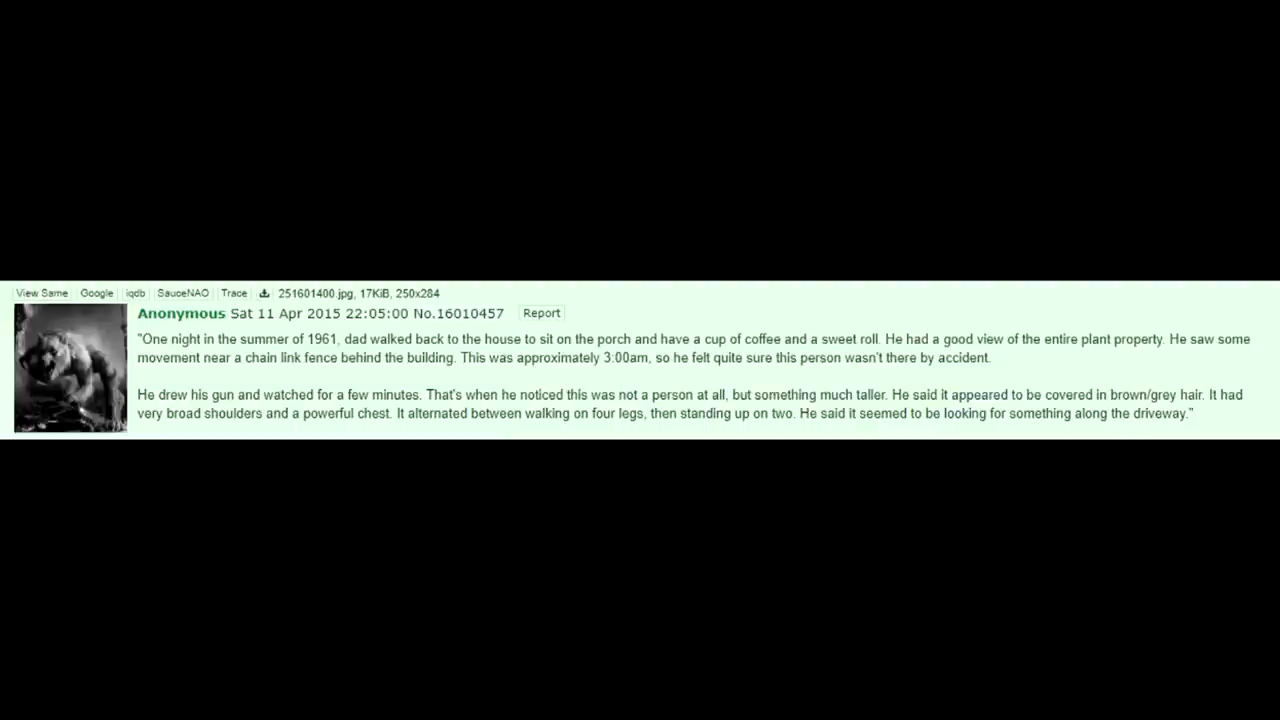 View Same Google iqdb SauceNAO Trace 251601400.jpg, 17KiB, 250x284
Anonymous Sat 11 Apr 2015 22:05:00 No.16010457 Report
"One night in the summer of 1961, dad walked back to the house to sit on the porch and have a cup of coffee and a sweet roll. He had a good view of the entire plant property. He saw some
movement near a chain link fence behind the building. This was approximately 3:00am, so he felt quite sure this person wasn't there by accident.
He drew his gun and watched for a few minutes. That's when he noticed this was not a person at all, but something much taller. He said it appeared to be covered in brown/grey hair. It had
very broad shoulders and a powerful chest. It alternated between walking on four legs, then standing up on two. He said it seemed to be looking for something along the driveway."